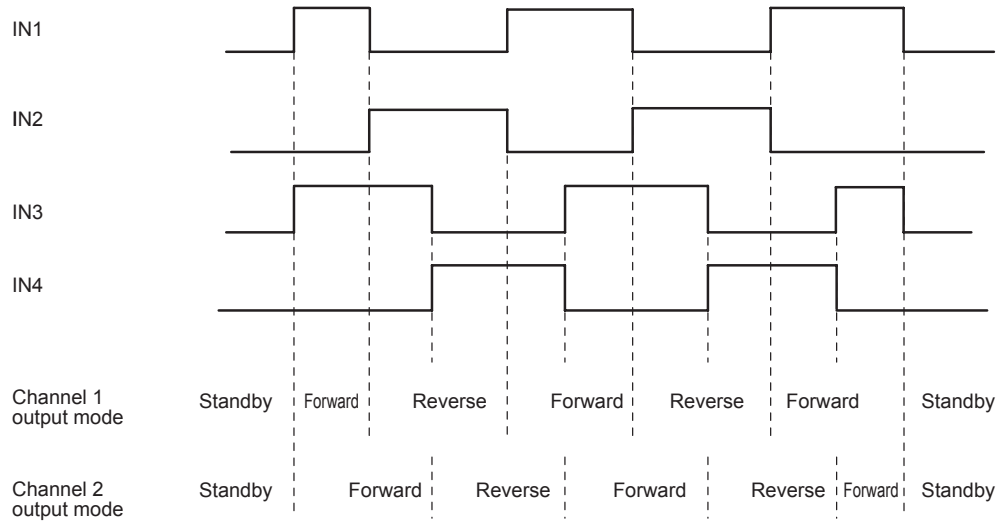 IN1
IN2
IN3
IN4
Channel 1
output mode
Standby Forward Reverse Forward Reverse Forward Standby
Channel 2
output mode
Standby Forward Reverse Forward Reverse Forward Standby